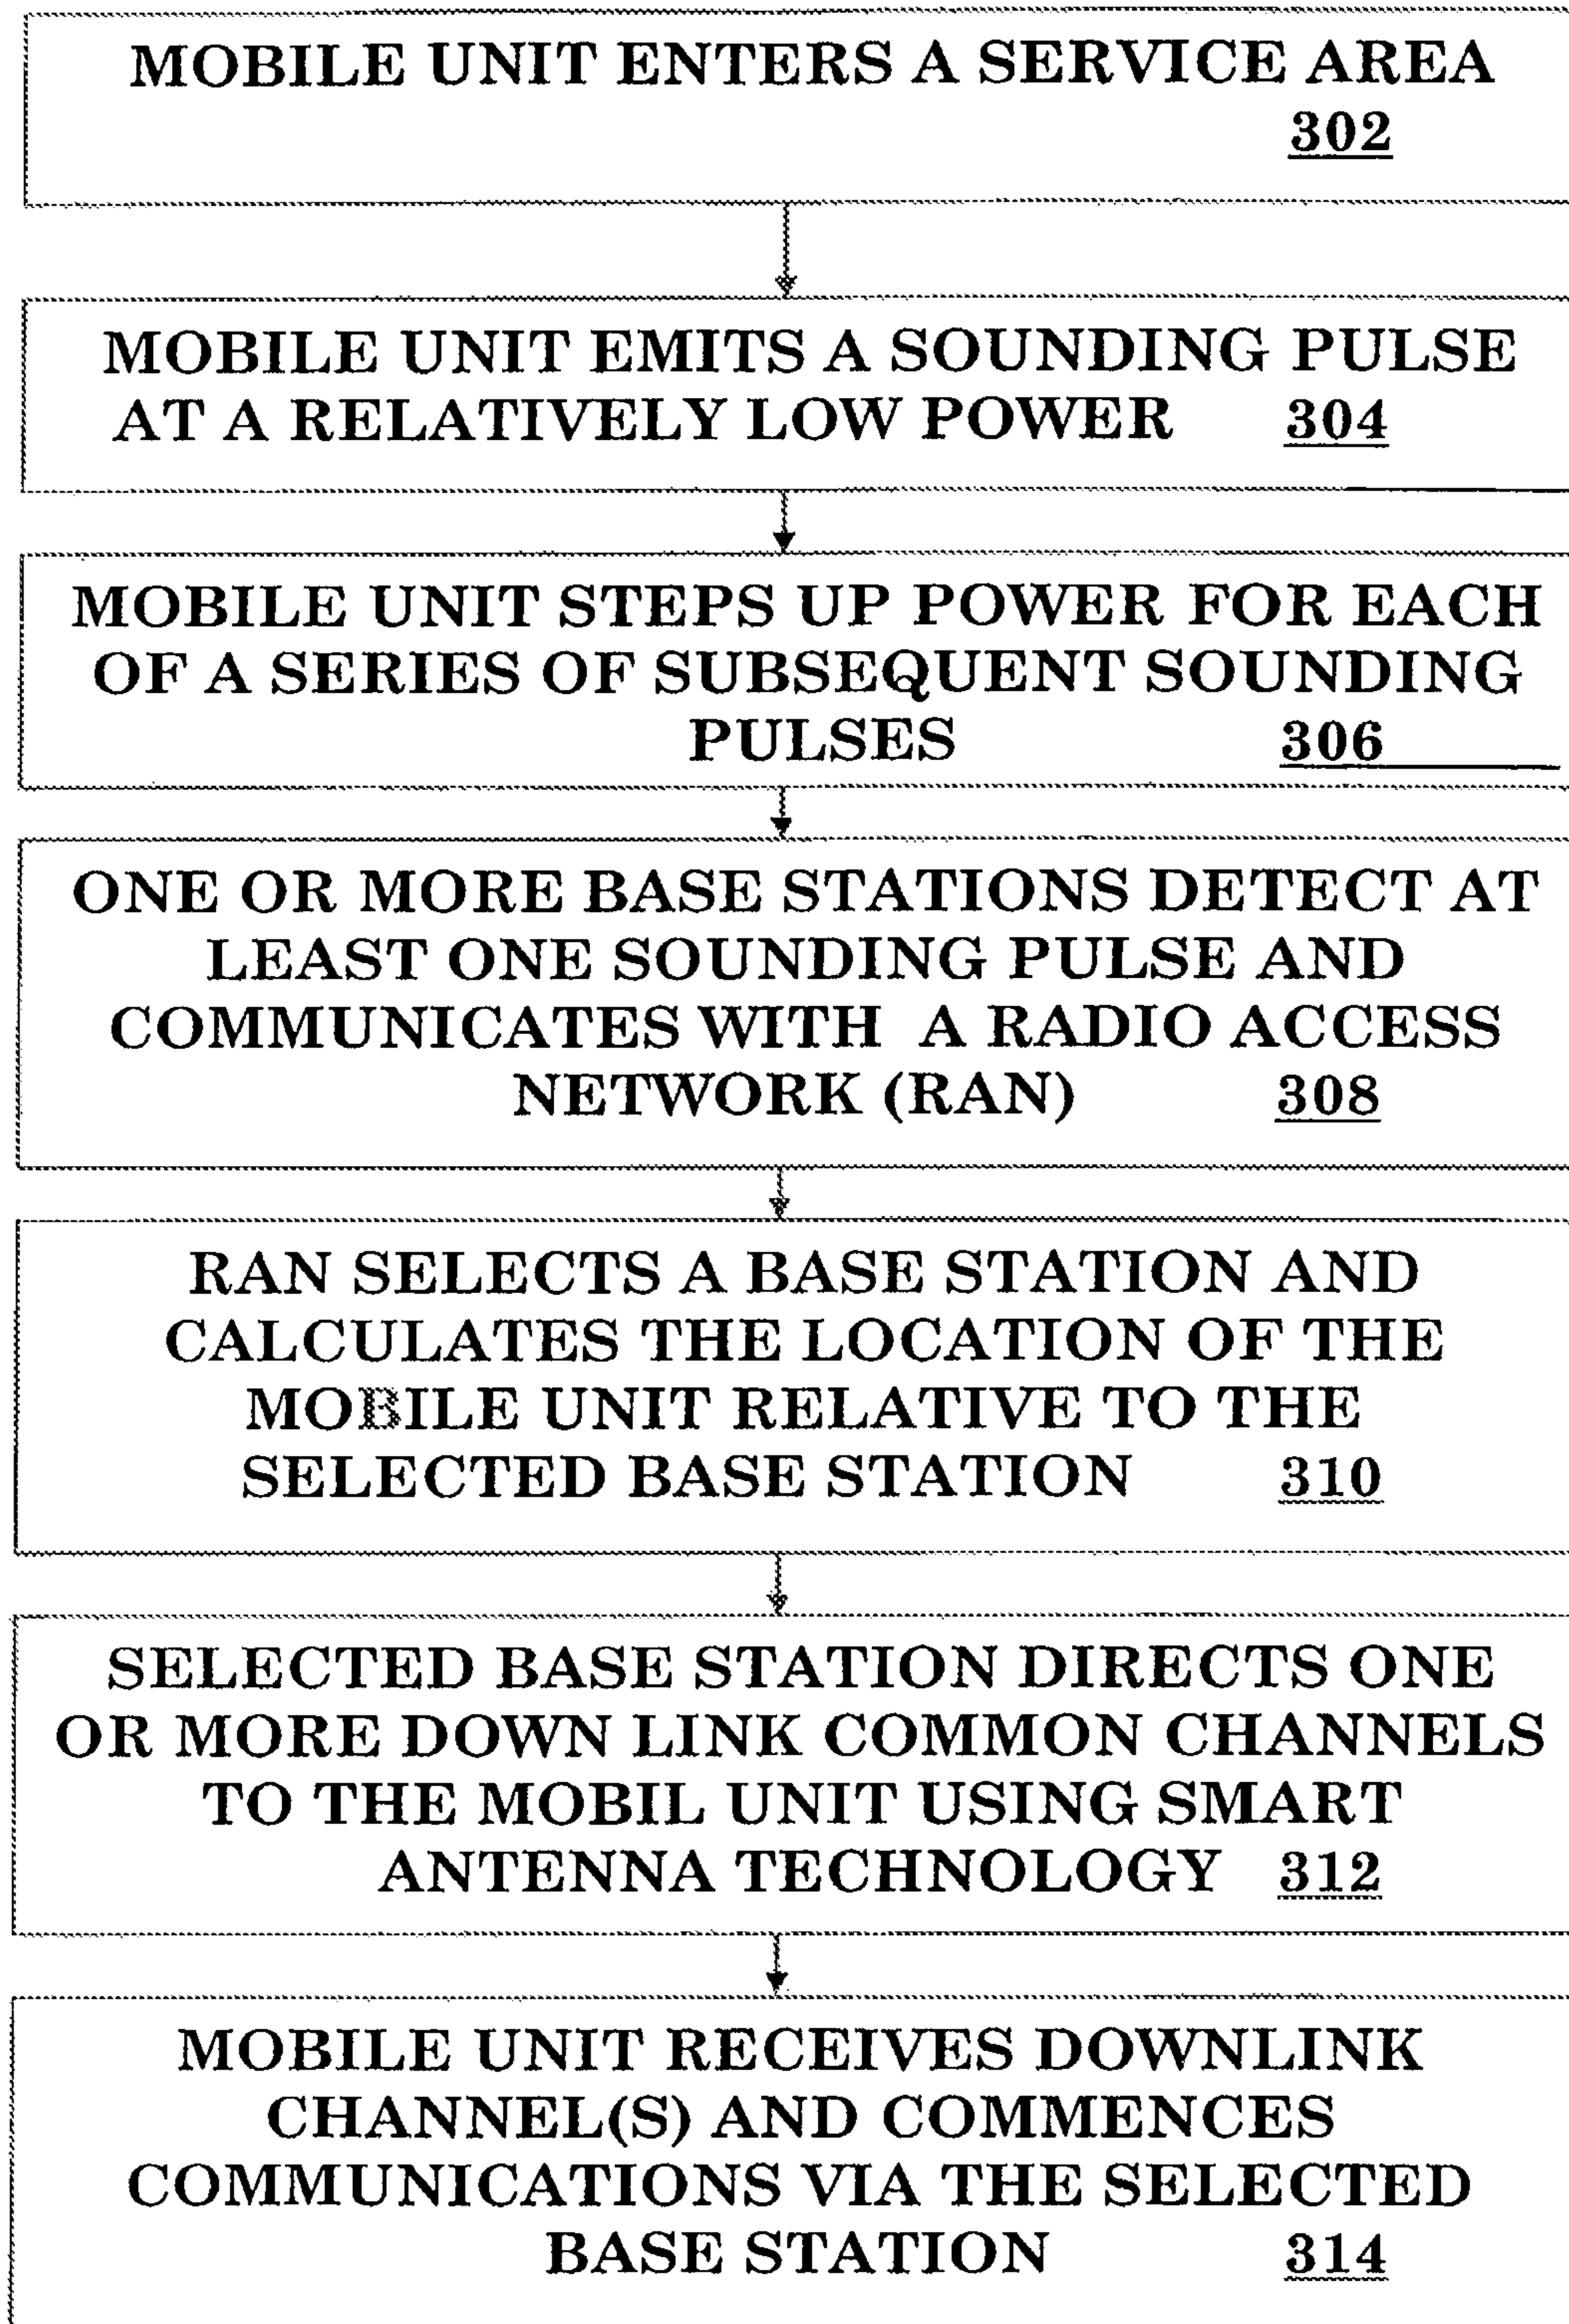 MOBILE UNIT ENTERS A SERVICE AREA
302
MOBILE UNIT EMITS A SOUNDING PULSE
AT A RELATIVELY LOW POWER 304
MOBILE UNIT STEPS UP POWER FOR EACH
OF A SERIES OF SUBSEQUENT SOUNDING
PULSES 306
ONE OR MORE BASE STATIONS DETECT AT
LEAST ONE SOUNDING PULSE AND
COMMUNICATES WITH A RADIO ACCESS
NETWORK (RAN) 308
RAN SELECTS A BASE STATION AND
CALCULATES THE LOCATION OF THE
MOBILE UNIT RELATIVE TO THE
SELECTED BASE STATION 310
SELECTED BASE STATION DIRECTS ONE
OR MORE DOWN LINK COMMON CHANNELS
TO THE MOBIL UNIT USING SMART
ANTENNA TECHNOLOGY 312
MOBILE UNIT RECEIVES DOWNLINK
CHANNEL(S) AND COMMENCES
COMMUNICATIONS VIA THE SELECTED
BASE STATION 314